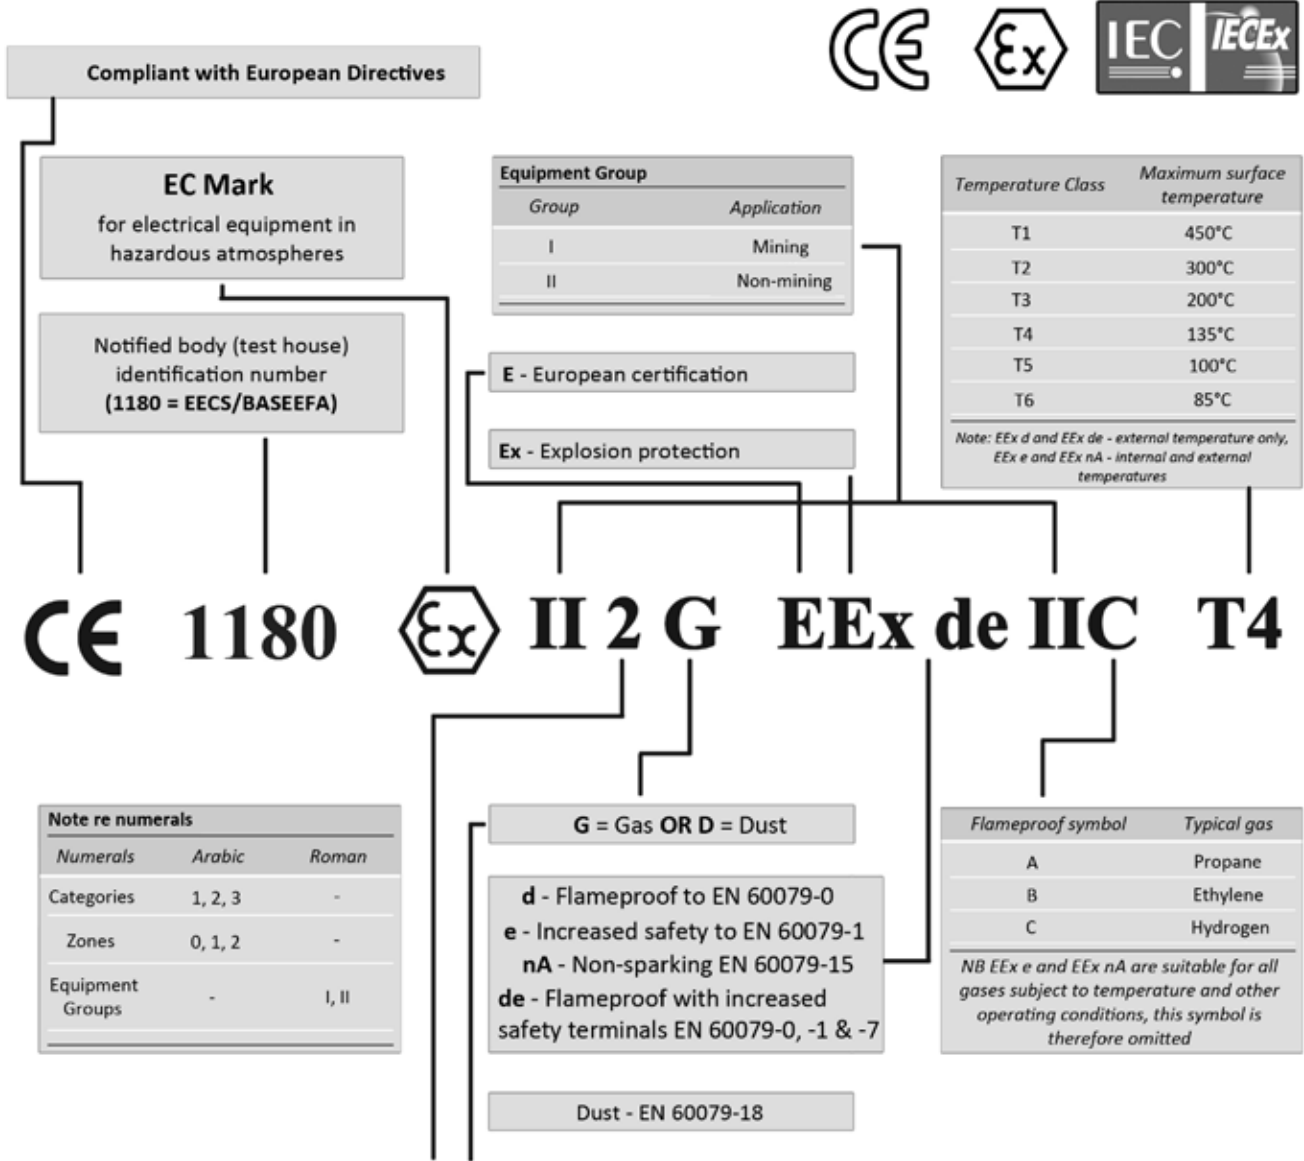 CE Ex IEC IECEx
Compliant with European Directives
EC Mark
for electrical equipment in
hazardous atmospheres
Notified body (test house)
identification number
(1180 = EECS/BASEEFA)
Equipment Group
Group Application
I Mining
II Non-mining
E - European certification
Ex - Explosion protection
Temperature Class Maximum surface
temperature
T1 450°C
T2 300°C
T3 200°C
T4 135°C
T5 100°C
T6 85°C
Note: EEx d and EEx de - external temperature only,
EEx e and EEx nA - internal and external
temperatures
CE 1180 Ex II 2 G EEx de IIC T4
Note re numerals
Numerals Arabic Roman
Categories 1, 2, 3 -
Zones 0, 1, 2 -
Equipment
Groups - I, II
G = Gas OR D = Dust
d - Flameproof to EN 60079-0
e - Increased safety to EN 60079-1
nA - Non-sparking EN 60079-15
de - Flameproof with increased
safety terminals EN 60079-0, -1 & -7
Dust - EN 60079-18
Flameproof symbol Typical gas
A Propane
B Ethylene
C Hydrogen
NB EEx e and EEx nA are suitable for all
gases subject to temperature and other
operating conditions, this symbol is
therefore omitted